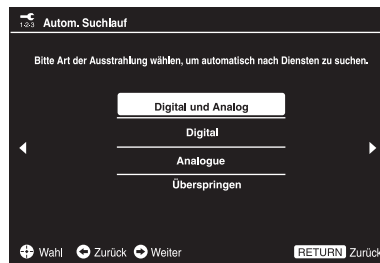 1·2·3 Autom. Suchlauf
Bitte Art der Ausstrahlung wählen, um automatisch nach Diensten zu suchen.
Digital und Analog
Digital
Analogue
Überspringen
Wahl Zurück Weiter RETURN Zurück